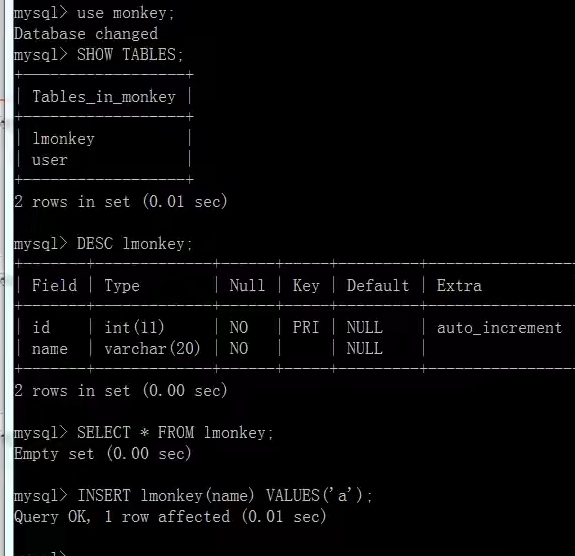 mysql> use monkey;
Database changed
mysql> SHOW TABLES;
+------------------+
| Tables_in_monkey |
+------------------+
| lmonkey          |
| user             |
+------------------+
2 rows in set (0.01 sec)
mysql> DESC lmonkey;
+-------+-------------+------+-----+---------+----------------
| Field | Type        | Null | Key | Default | Extra
+-------+-------------+------+-----+---------+----------------
| id    | int(11)     | NO   | PRI | NULL    | auto_increment
| name  | varchar(20) | NO   |     | NULL    |
+-------+-------------+------+-----+---------+----------------
2 rows in set (0.00 sec)
mysql> SELECT * FROM lmonkey;
Empty set (0.00 sec)
mysql> INSERT lmonkey(name) VALUES('a');
Query OK, 1 row affected (0.01 sec)